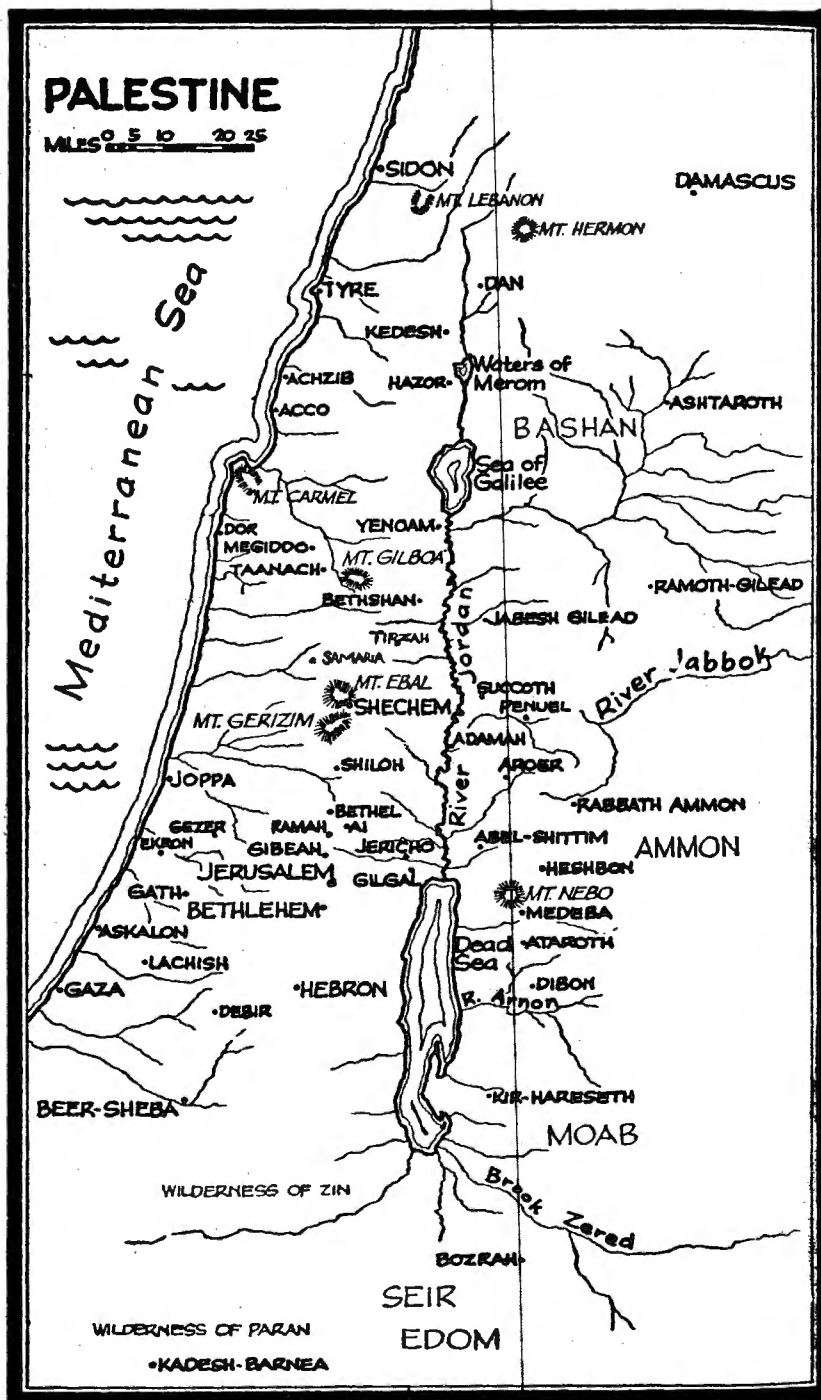 PALESTINE
MILES 0 5 10 20 25
SIDON
MT. LEBANON
DAMASCUS
MT. HERMON
Mediterranean Sea
TYRE
DAN
KEDESH
Waters of
Merom
HAZOR
ACHZIB
ACCO
ASHTAROTH
BASHAN
Sea of
Galilee
MT. CARMEL
DOR
YENOAM
MEGIDDO
MT. GILBOA
TAANACH
BETHSHAN
RAMOTH-GILEAD
JABESH GILEAD
TIRZAH
SAMARIA
River Jordan
River Jabbok
MT. EBAL
SHECHEM
SUCCOTH
PENUEL
MT. GERIZIM
ADAMAH
SHILOH
AROER
JOPPA
BETHEL
RABBATH AMMON
GEZER
RAMAH
AI
EKRON
GIBEAH
JERICHO
ABEL-SHITTIM
AMMON
JERUSALEM
GILGAL
HESHBON
GATH
MT. NEBO
BETHLEHEM
MEDEBA
ASKALON
Dead
Sea
ATAROTH
LACHISH
GAZA
HEBRON
DIBON
R. Arnon
DEBIR
BEER-SHEBA
KIR-HARESETH
MOAB
WILDERNESS OF ZIN
Brook Zered
BOZRAH
SEIR
EDOM
WILDERNESS OF PARAN
KADESH-BARNEA